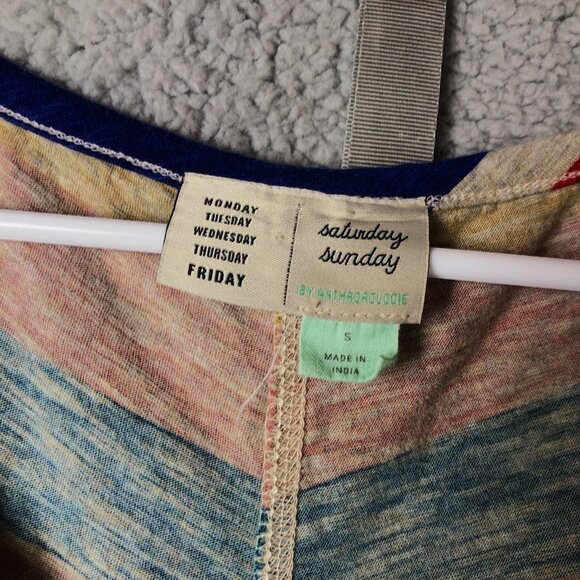 MONDAY
TUESDAY
WEDNESDAY
THURSDAY
FRIDAY
saturday
sunday
BY ANTHROPOLOGIE
S
MADE IN
INDIA